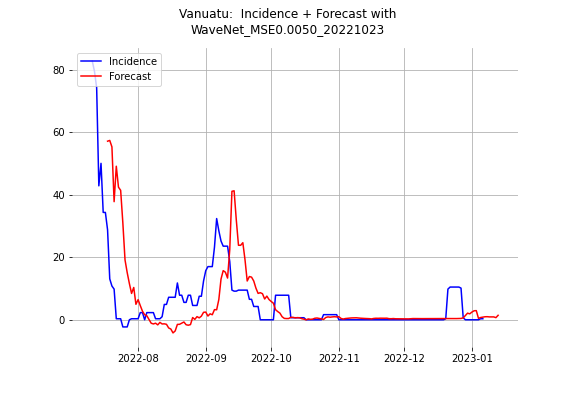 Vanuatu:  Incidence + Forecast with
WaveNet_MSE0.0050_20221023
Incidence
Forecast
80
60
40
20
0
2022-08 2022-09 2022-10 2022-11 2022-12 2023-01